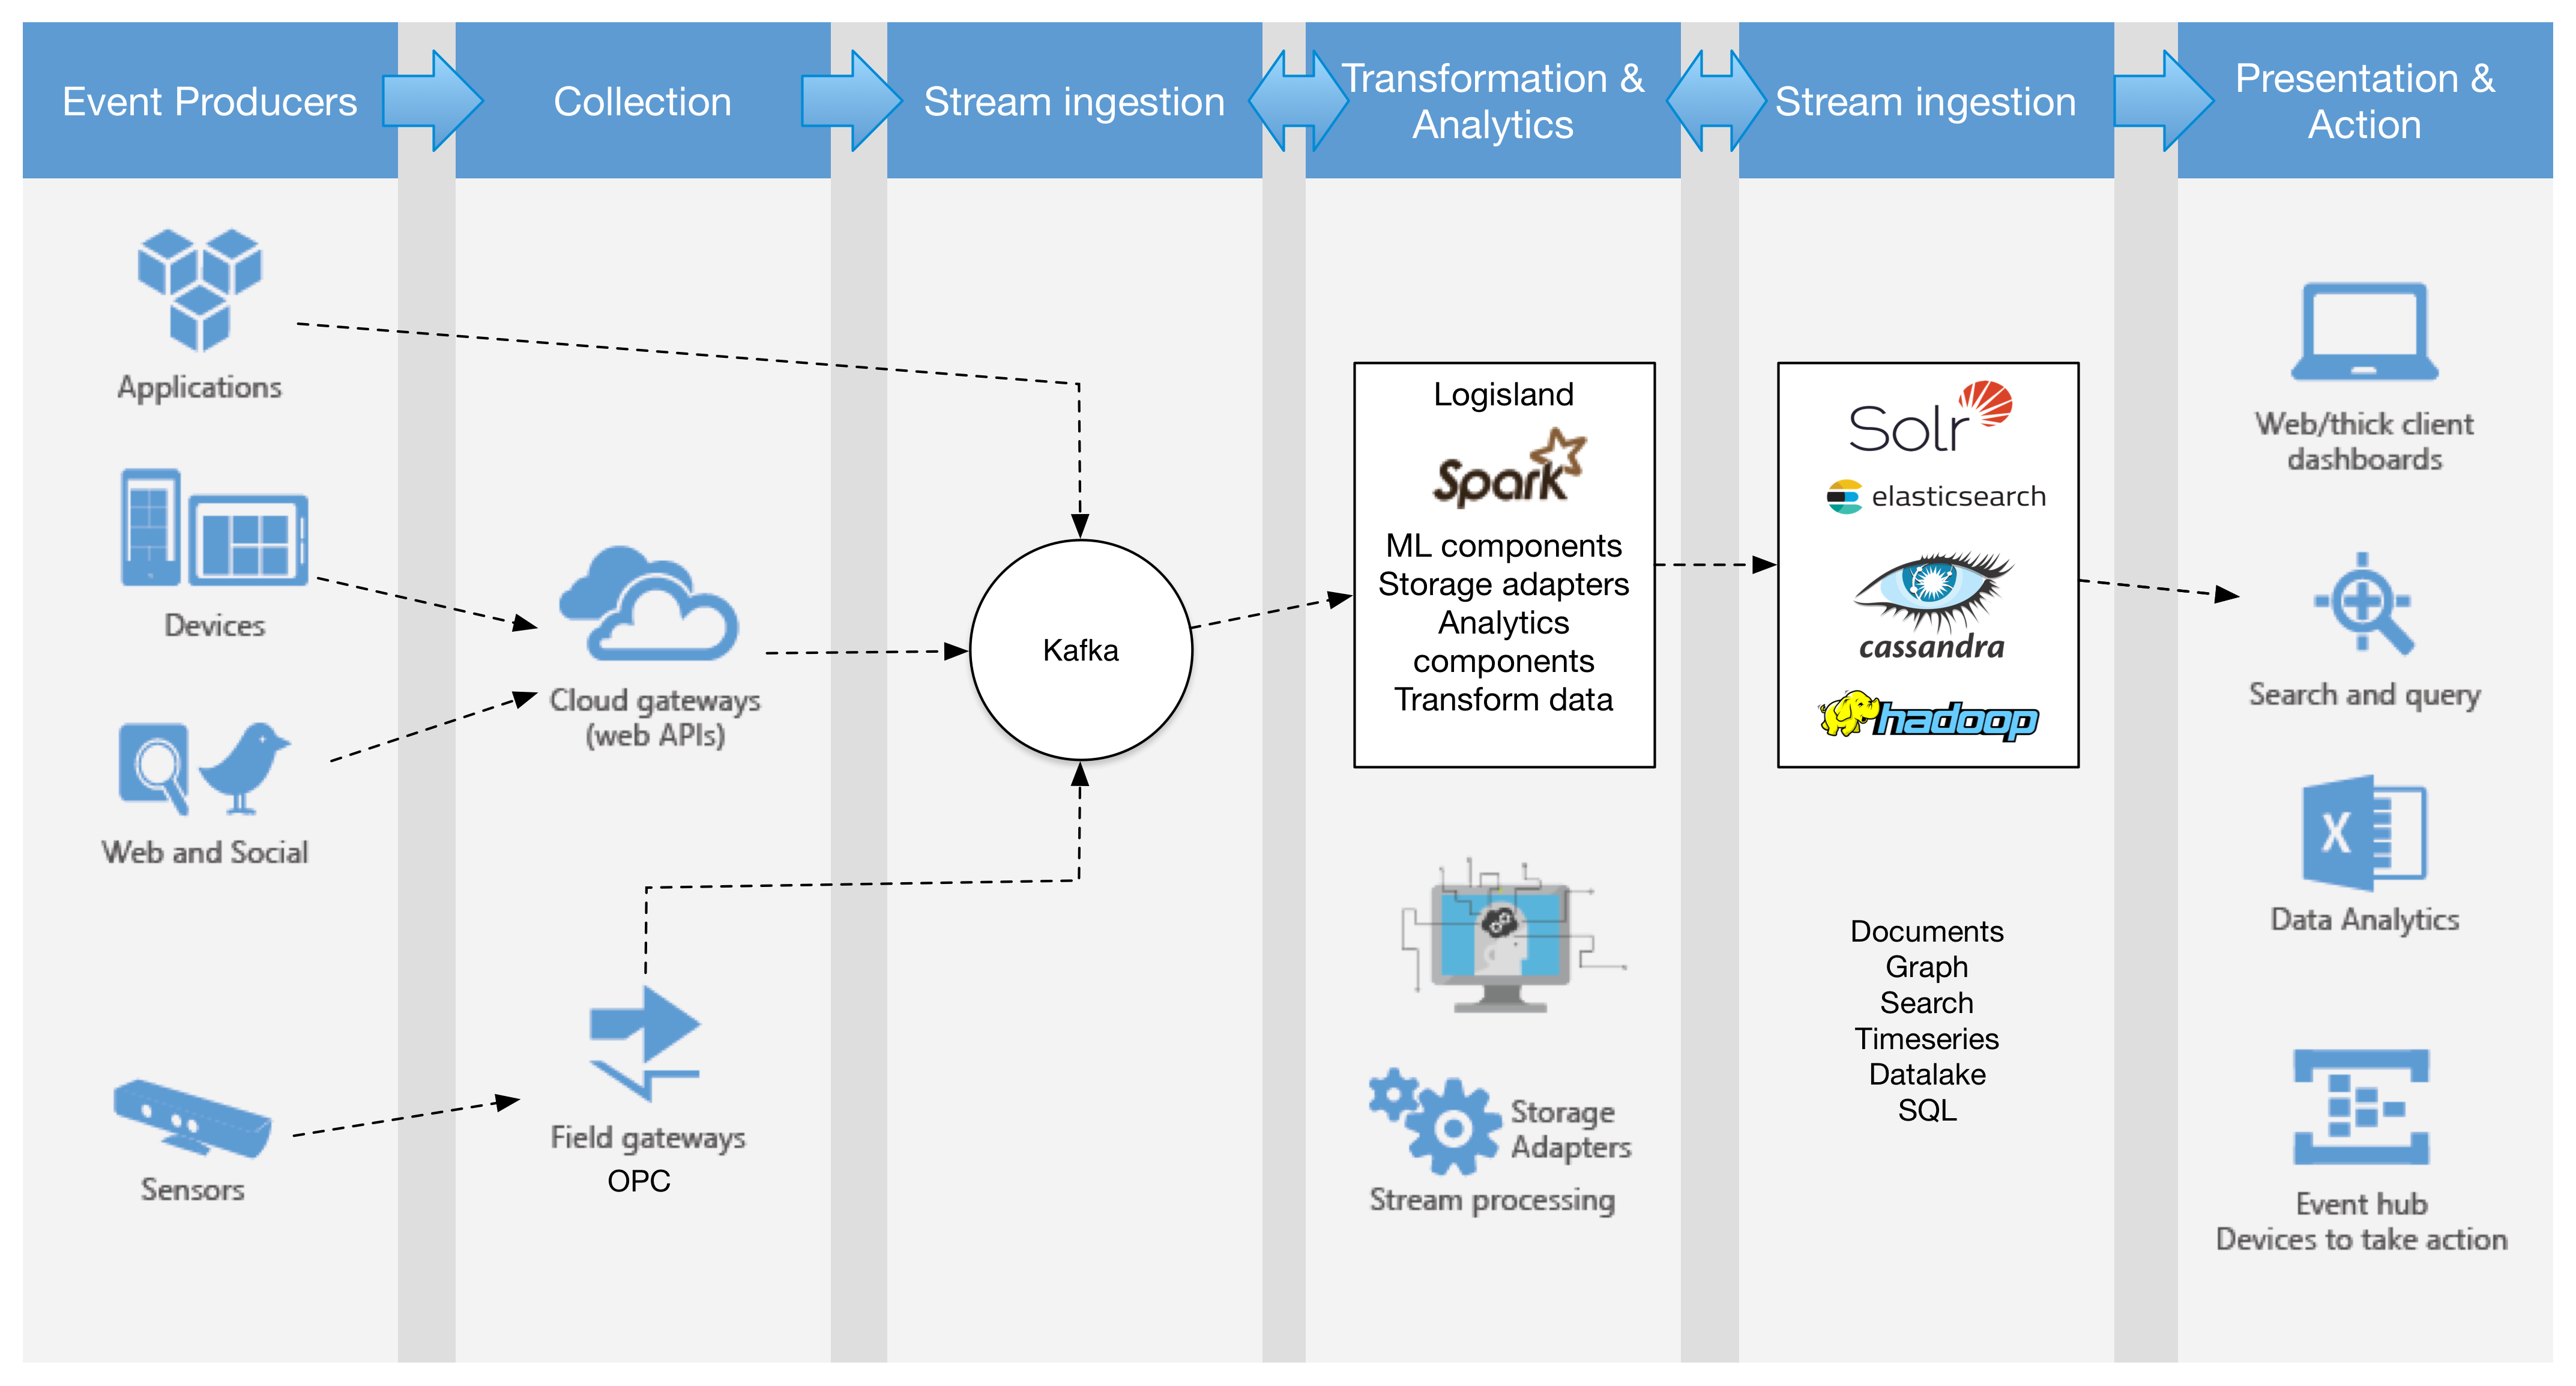 Event Producers
Collection
Stream ingestion
Transformation &
Analytics
Stream ingestion
Presentation &
Action
Applications
Devices
Web and Social
Sensors
Cloud gateways
(web APIs)
Field gateways
OPC
Kafka
Logisland
Spark
ML components
Storage adapters
Analytics
components
Transform data
Storage
Adapters
Stream processing
Solr
elasticsearch
cassandra
hadoop
Documents
Graph
Search
Timeseries
Datalake
SQL
Web/thick client
dashboards
Search and query
X
Data Analytics
Event hub
Devices to take action